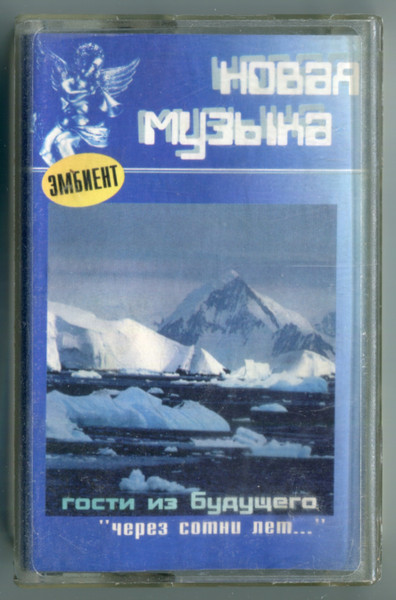 новая
музыка
ЭМБИЕНТ
гости из будущего
"через сотни лет..."